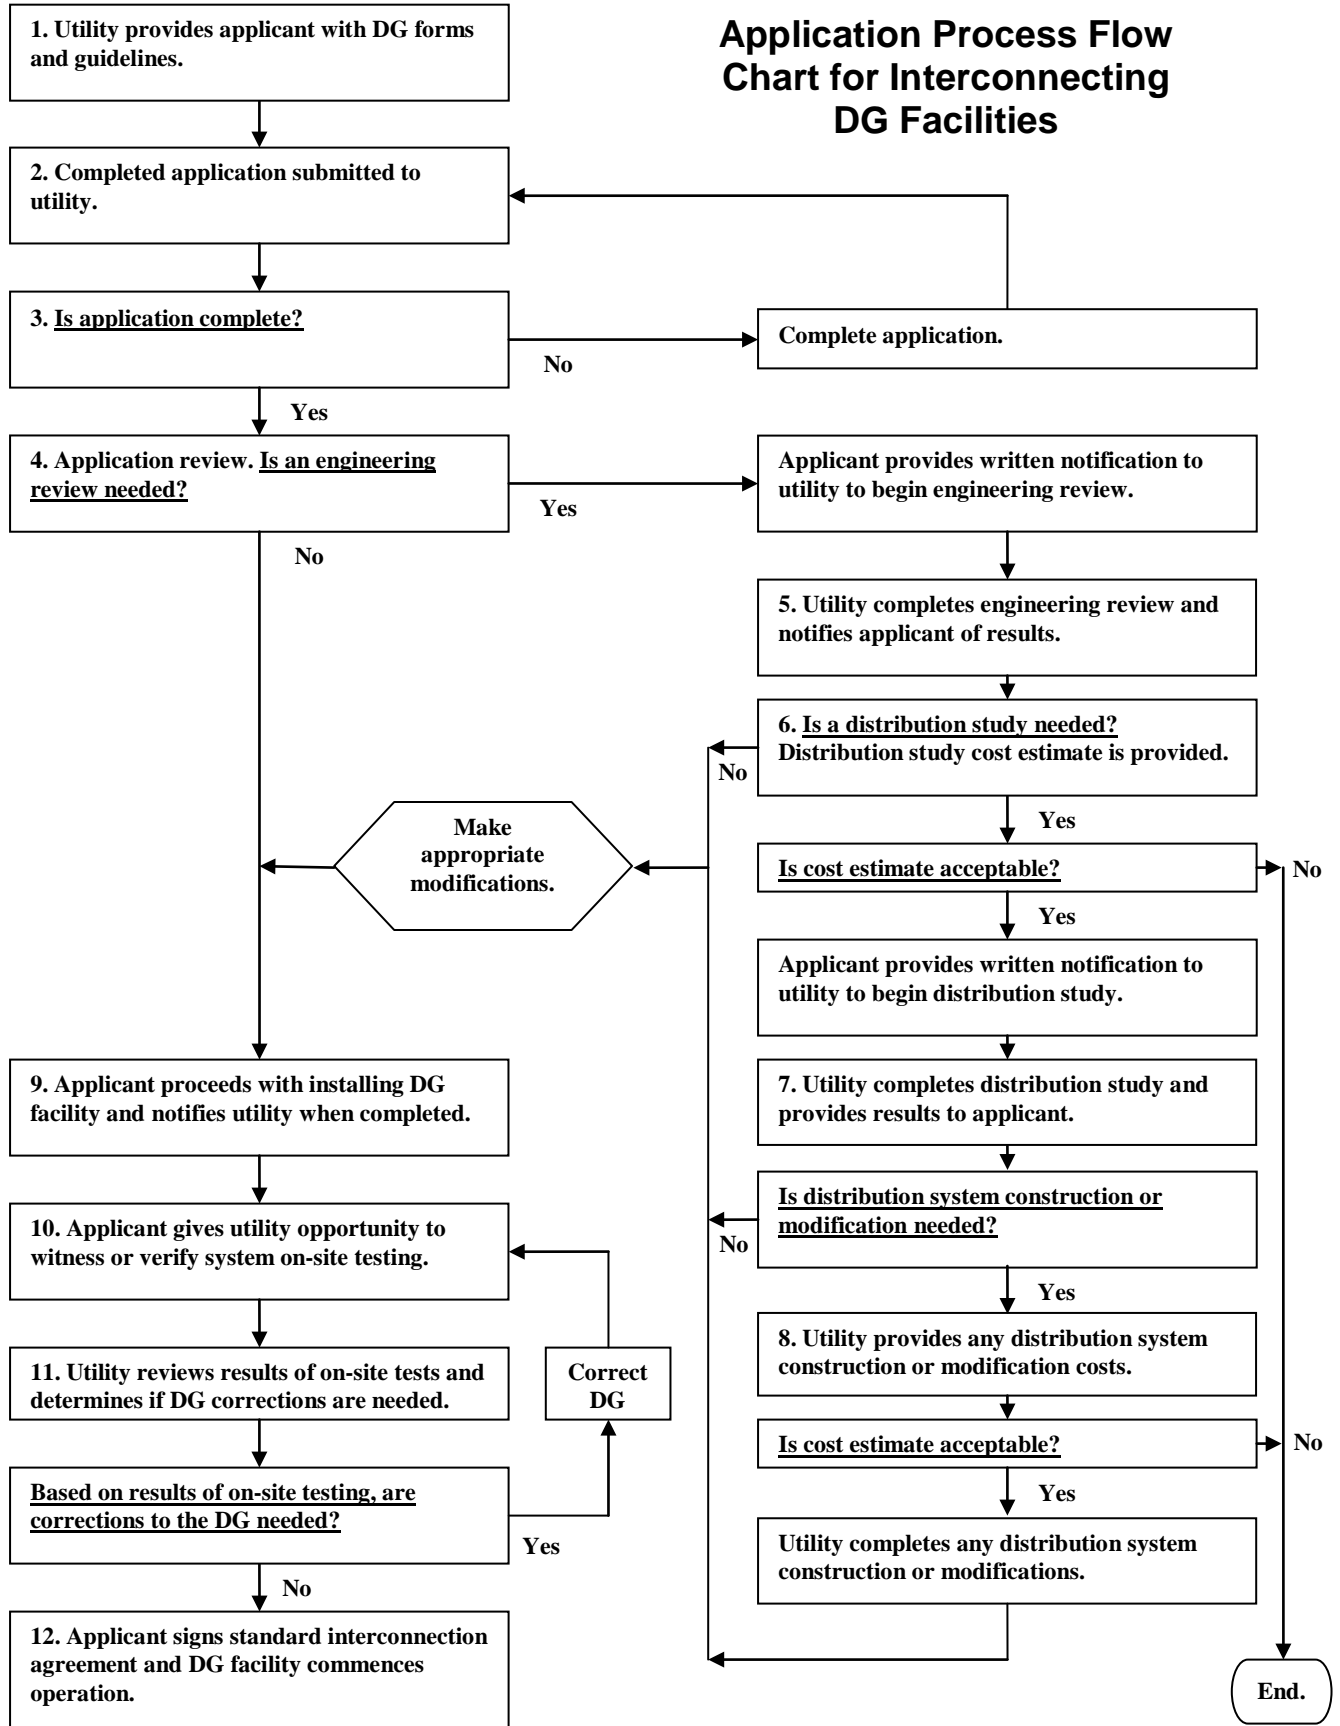 Application Process Flow
Chart for Interconnecting
DG Facilities
1. Utility provides applicant with DG forms
and guidelines.
2. Completed application submitted to
utility.
3. Is application complete?
No
Complete application.
Yes
4. Application review. Is an engineering
review needed?
Yes
No
Applicant provides written notification to
utility to begin engineering review.
5. Utility completes engineering review and
notifies applicant of results.
6. Is a distribution study needed?
Distribution study cost estimate is provided.
No
Yes
Make
appropriate
modifications.
Is cost estimate acceptable?
No
Yes
Applicant provides written notification to
utility to begin distribution study.
7. Utility completes distribution study and
provides results to applicant.
Is distribution system construction or
modification needed?
No
Yes
8. Utility provides any distribution system
construction or modification costs.
Is cost estimate acceptable?
No
Yes
Utility completes any distribution system
construction or modifications.
End.
9. Applicant proceeds with installing DG
facility and notifies utility when completed.
10. Applicant gives utility opportunity to
witness or verify system on-site testing.
11. Utility reviews results of on-site tests and
determines if DG corrections are needed.
Correct
DG
Based on results of on-site testing, are
corrections to the DG needed?
Yes
No
12. Applicant signs standard interconnection
agreement and DG facility commences
operation.